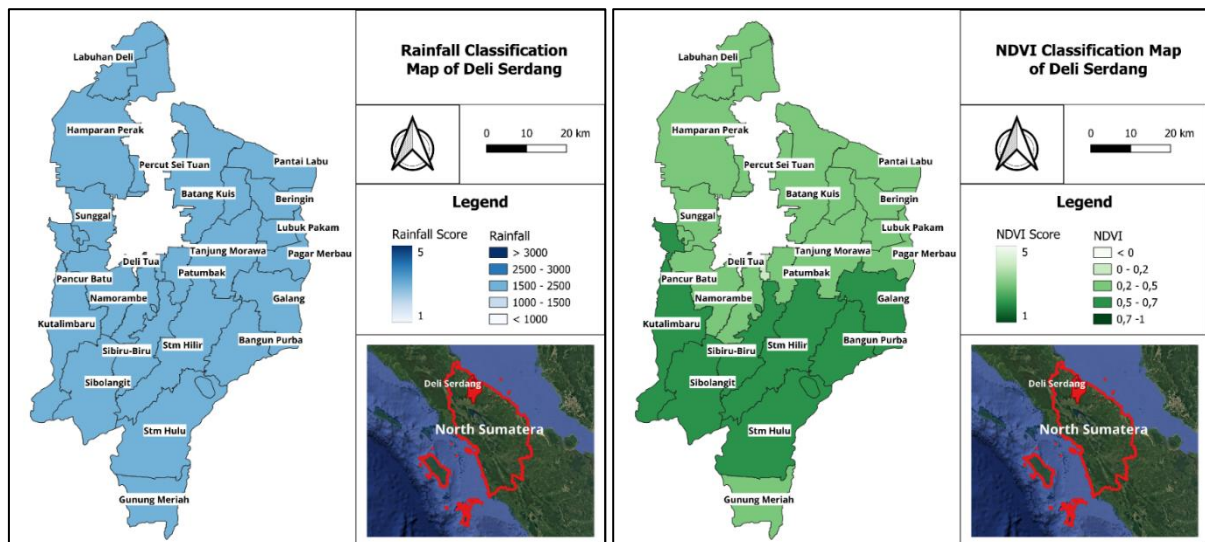 Labuhan Deli
Hamparan Perak
Percut Sei Tuan
Pantai Labu
Batang Kuis
Beringin
Sunggal
Lubuk Pakam
Tanjung Morawa
Deli Tua
Pagar Merbau
Pancur Batu
Patumbak
Namorambe
Galang
Kutalimbaru
Bangun Purba
Sibiru-Biru
Stm Hilir
Sibolangit
Stm Hulu
Gunung Meriah
Rainfall Classification
Map of Deli Serdang
0 10 20 km
Legend
Rainfall Score
5
1
Rainfall
> 3000
2500 - 3000
1500 - 2500
1000 - 1500
< 1000
Deli Serdang
North Sumatera
Labuhan Deli
Hamparan Perak
Percut Sei Tuan
Pantai Labu
Batang Kuis
Beringin
Sunggal
Lubuk Pakam
Tanjung Morawa
Deli Tua
Pagar Merbau
Pancur Batu
Patumbak
Namorambe
Galang
Kutalimbaru
Bangun Purba
Sibiru-Biru
Stm Hilir
Sibolangit
Stm Hulu
Gunung Meriah
NDVI Classification Map
of Deli Serdang
0 10 20 km
Legend
NDVI Score
5
1
NDVI
< 0
0 - 0,2
0,2 - 0,5
0,5 - 0,7
0,7 -1
Deli Serdang
North Sumatera